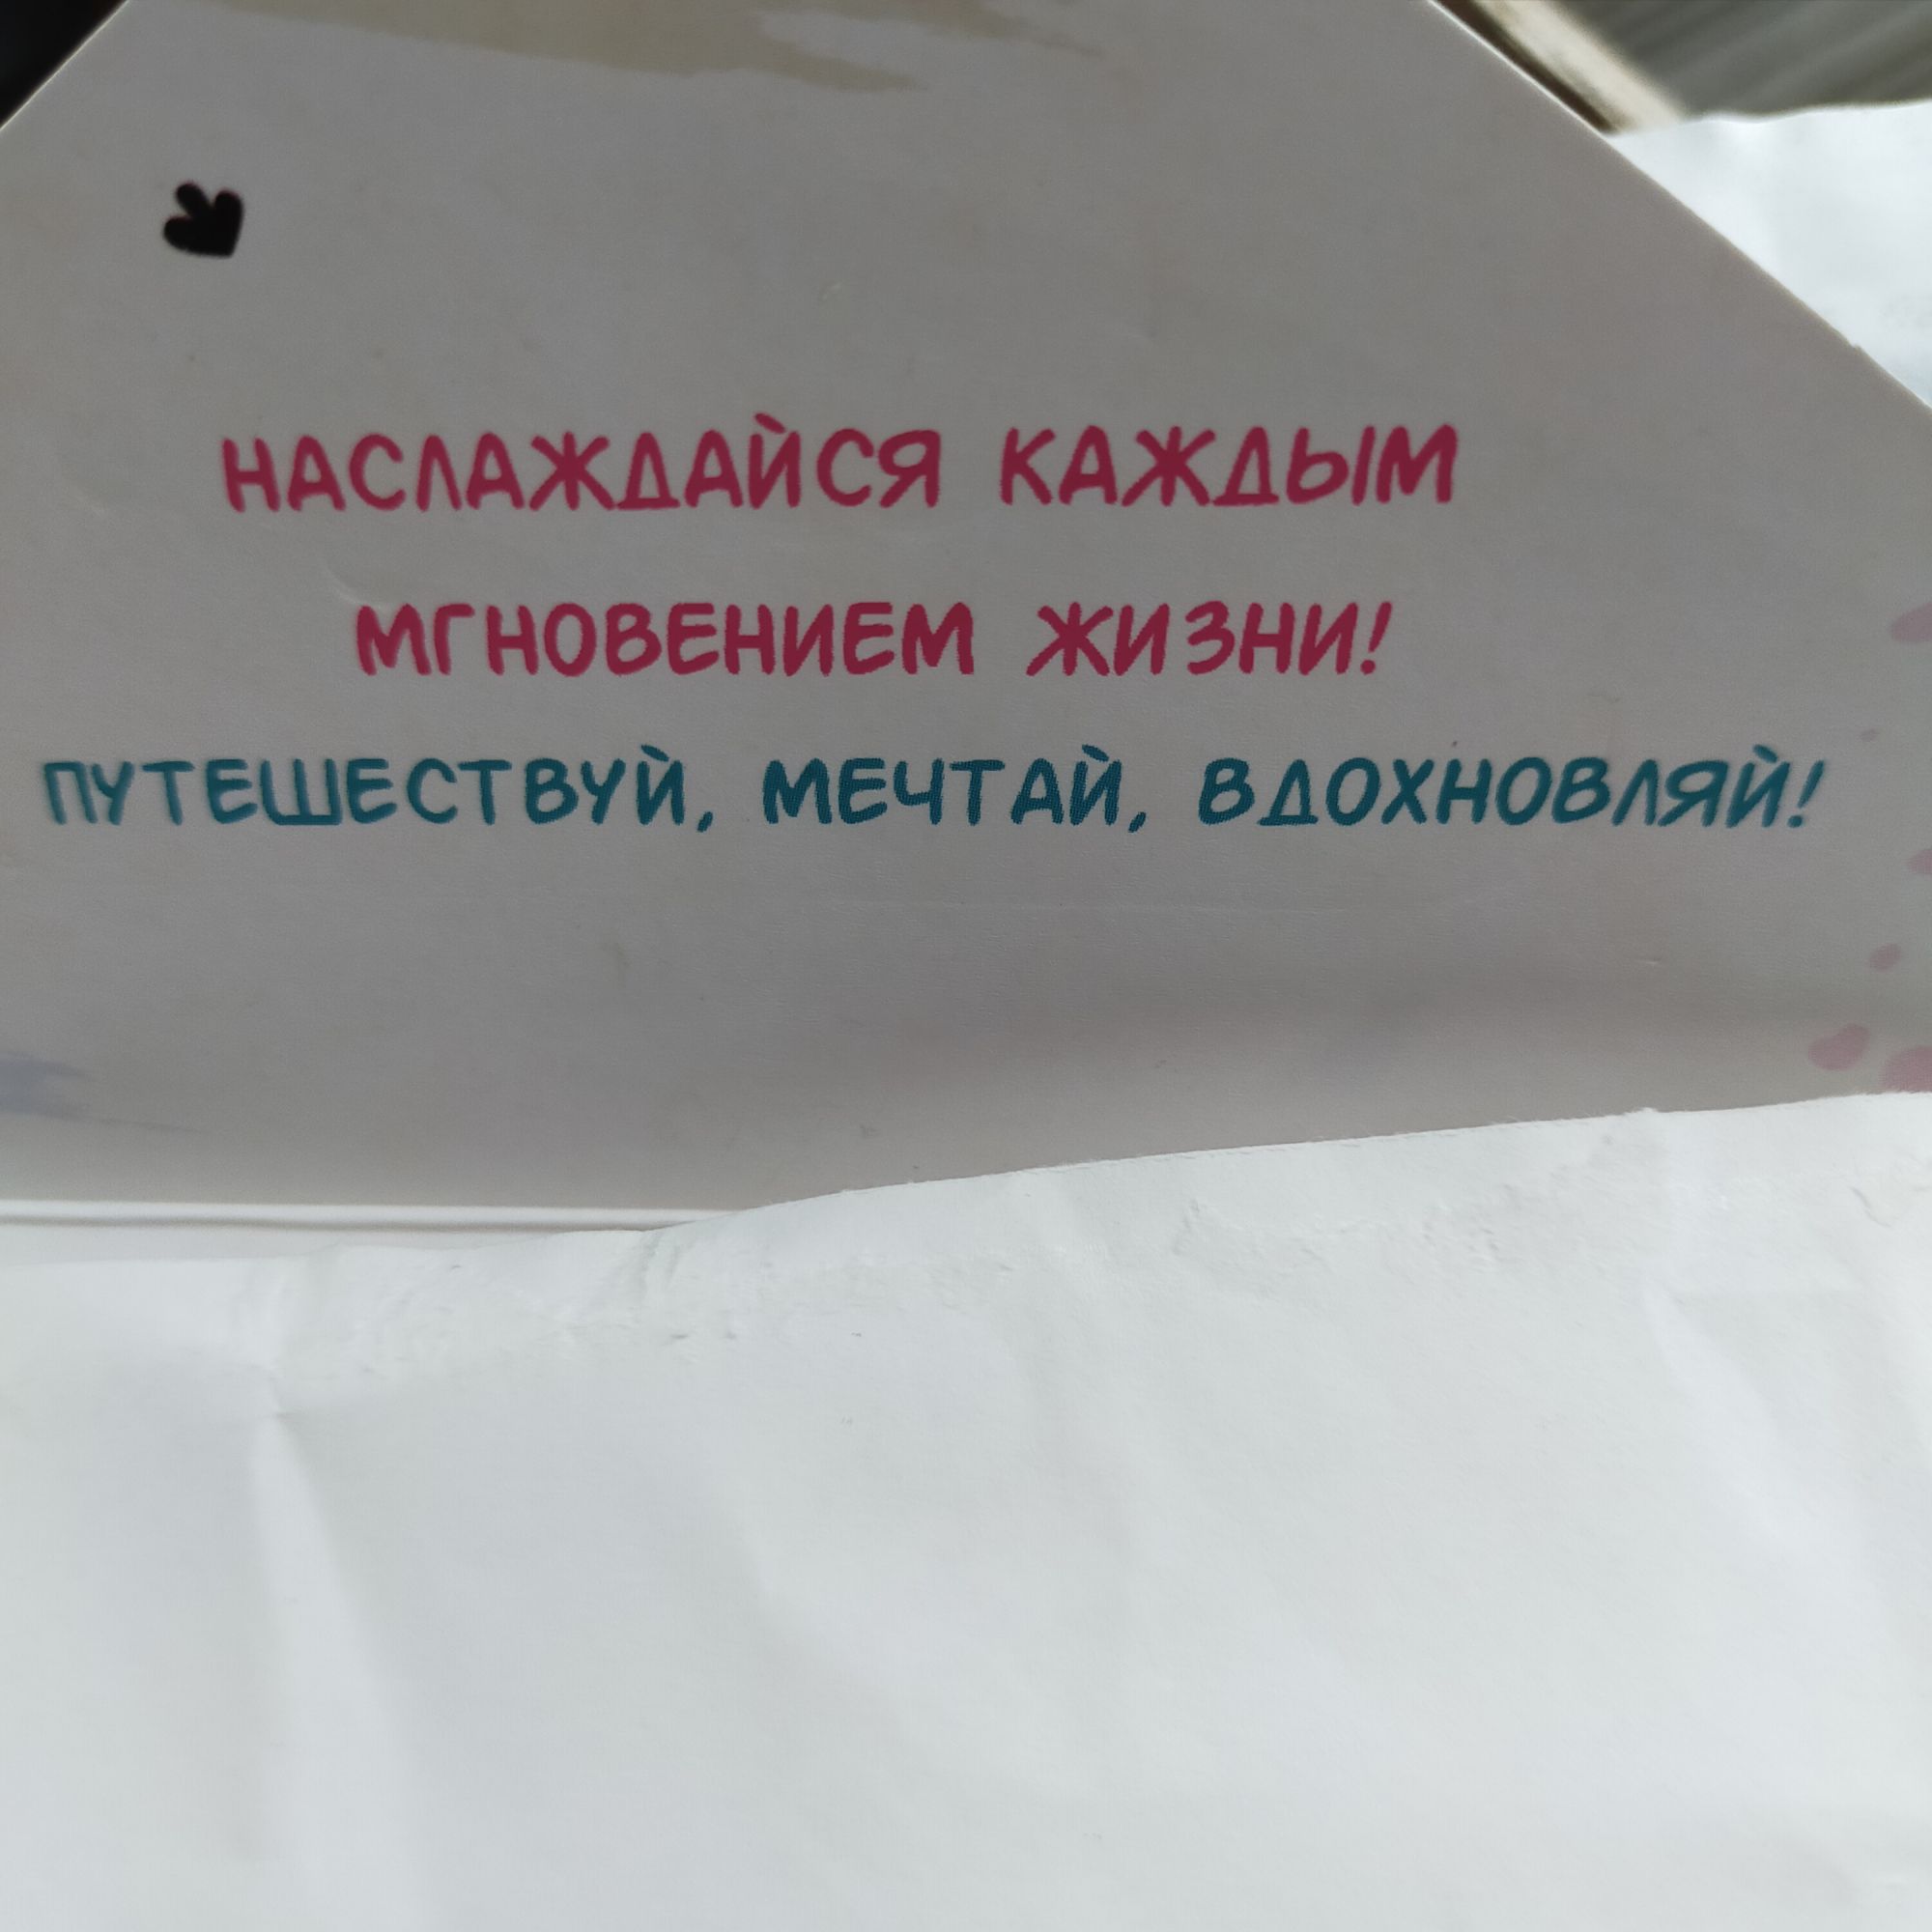 НАСЛАЖДАЙСЯ КАЖДЫМ
МГНОВЕНИЕМ ЖИЗНИ!
ПУТЕШЕСТВУЙ, МЕЧТАЙ, ВДОХНОВЛЯЙ!